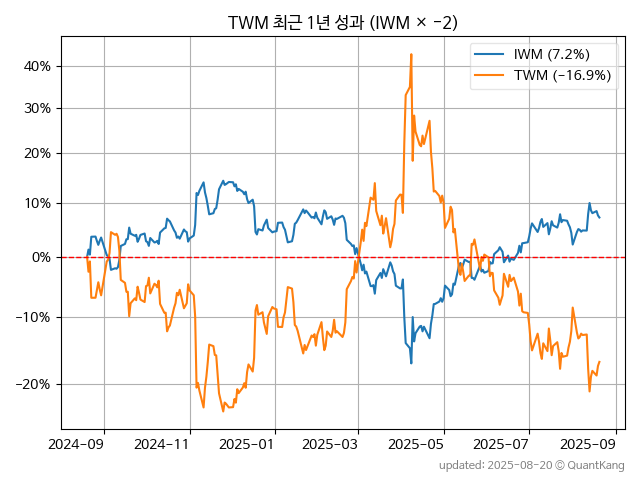 TWM 최근 1년 성과 (IWM × −2)
IWM (7.2%)
TWM (−16.9%)
40%
30%
20%
10%
0%
−10%
−20%
2024−09 2024−11 2025−01 2025−03 2025−05 2025−07 2025−09
updated: 2025-08-20 © QuantKang